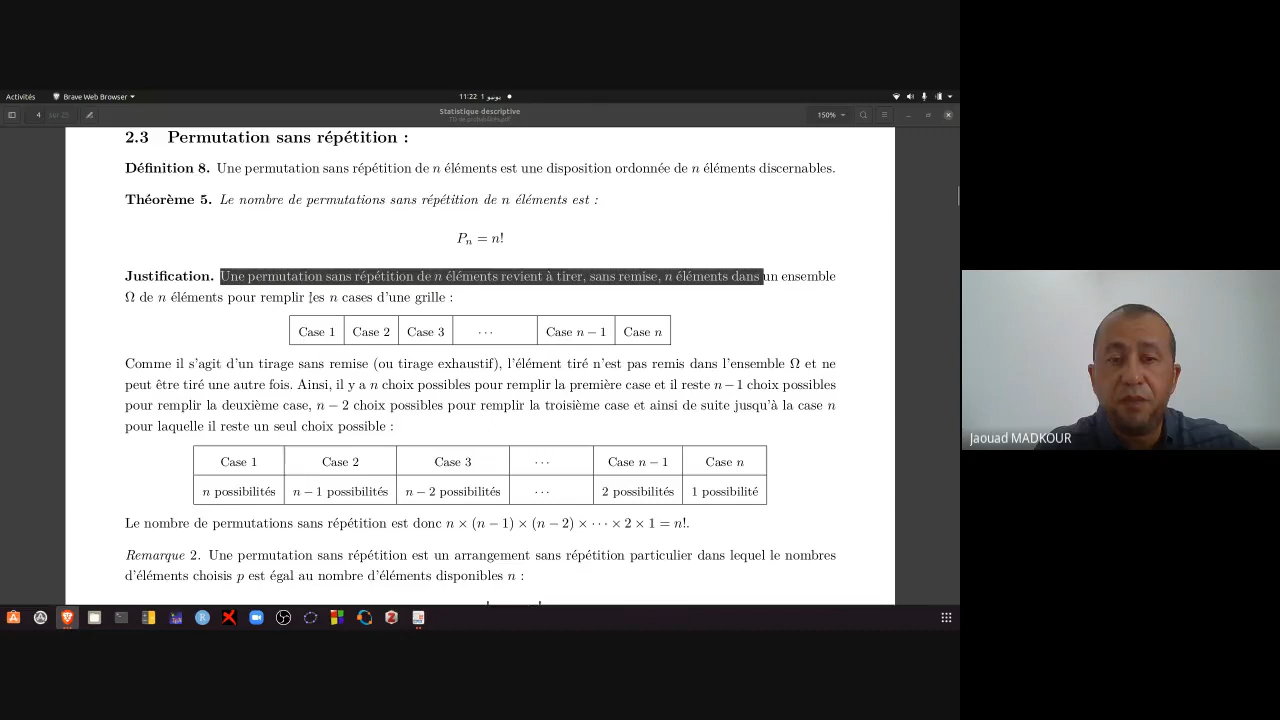 Activités
Brave Web Browser
11:22 يونيو 1
Statistique descriptive
4 sur 25
150%
2.3 Permutation sans répétition :
Définition 8. Une permutation sans répétition de n éléments est une disposition ordonnée de n éléments discernables.
Théorème 5. Le nombre de permutations sans répétition de n éléments est :
Pₙ = n!
Justification. Une permutation sans répétition de n éléments revient à tirer, sans remise, n éléments dans un ensemble
Ω de n éléments pour remplir les n cases d'une grille :
Case 1 Case 2 Case 3 ··· Case n − 1 Case n
Comme il s'agit d'un tirage sans remise (ou tirage exhaustif), l'élément tiré n'est pas remis dans l'ensemble Ω et ne
peut être tiré une autre fois. Ainsi, il y a n choix possibles pour remplir la première case et il reste n − 1 choix possibles
pour remplir la deuxième case, n − 2 choix possibles pour remplir la troisième case et ainsi de suite jusqu'à la case n
pour laquelle il reste un seul choix possible :
Case 1 Case 2 Case 3 ··· Case n − 1 Case n
n possibilités n − 1 possibilités n − 2 possibilités ··· 2 possibilités 1 possibilité
Le nombre de permutations sans répétition est donc n × (n − 1) × (n − 2) × ··· × 2 × 1 = n!.
Remarque 2. Une permutation sans répétition est un arrangement sans répétition particulier dans lequel le nombres
d'éléments choisis p est égal au nombre d'éléments disponibles n :
Jaouad MADKOUR